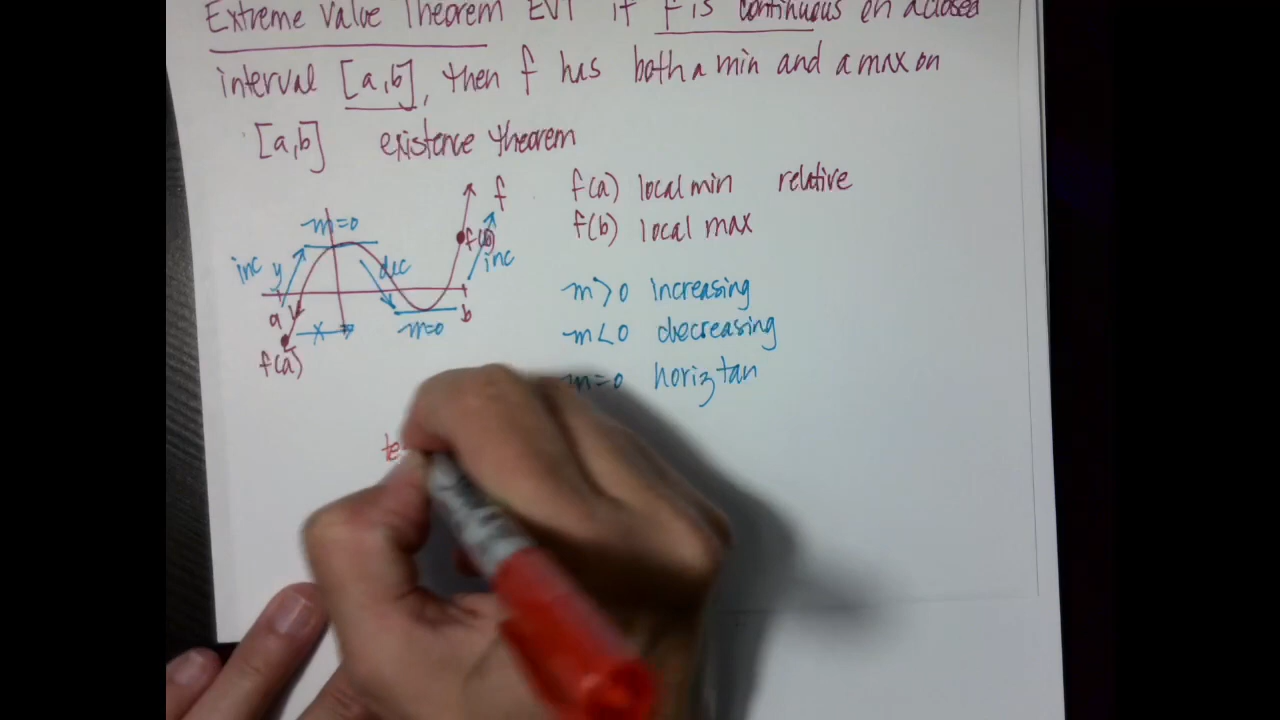 Extreme Value Theorem EVT if f is continuous on a closed
interval [a,b], then f has both a min and a max on
[a,b] existence theorem
f(a) local min relative
f(b) local max
m>0 increasing
m<0 decreasing
m=0 horiz tan
f
m=0
f(b)
inc
y
dec
inc
a
x
m=0
b
f(a)
te